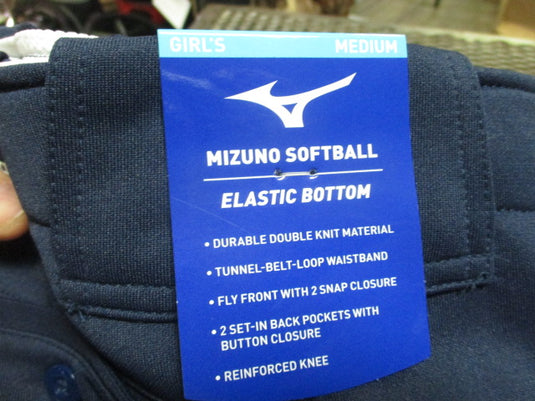 GIRL'S MEDIUM
MIZUNO SOFTBALL
ELASTIC BOTTOM
• DURABLE DOUBLE KNIT MATERIAL
• TUNNEL-BELT-LOOP WAISTBAND
• FLY FRONT WITH 2 SNAP CLOSURE
• 2 SET-IN BACK POCKETS WITH
BUTTON CLOSURE
• REINFORCED KNEE